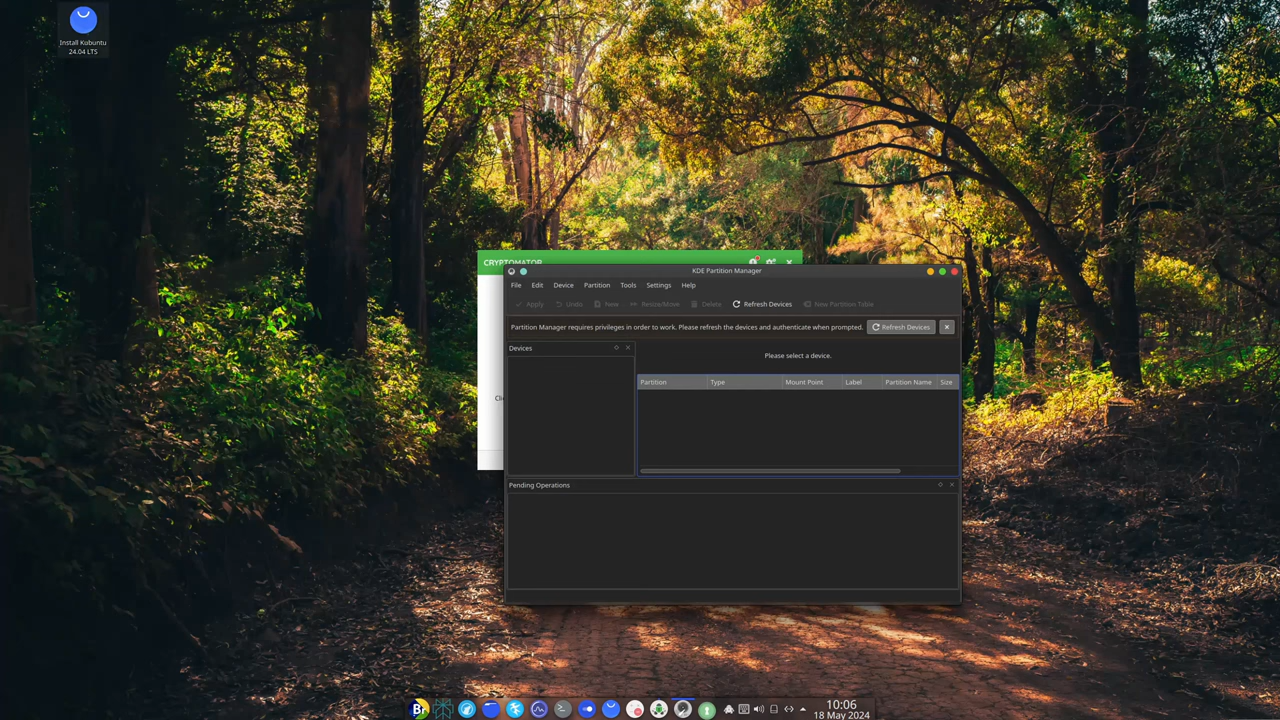 Install Kobuntu
24.04 LTS
CRYPTOMATOR
KDE Partition Manager
File Edit Device Partition Tools Settings Help
Apply Undo New Resize/Move Delete Refresh Devices New Partition Table
Partition Manager requires privileges in order to work. Please refresh the devices and authenticate when prompted. Refresh Devices
Devices
Please select a device.
Partition Type Mount Point Label Partition Name Size
Pending Operations
10:06
18 May 2024